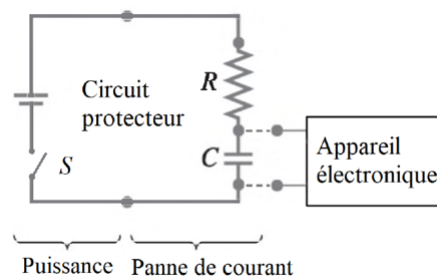 Circuit
protecteur
R
C
S
Appareil
électronique
Puissance
Panne de courant